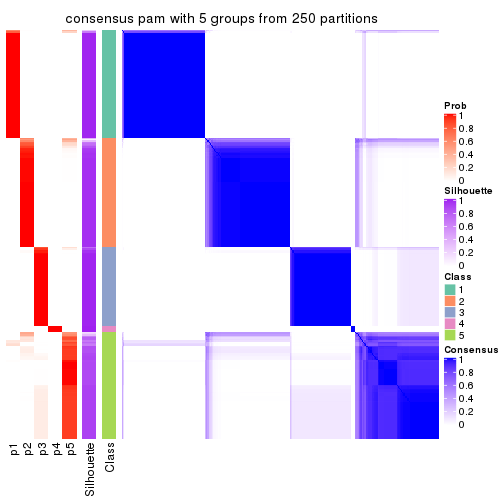 consensus pam with 5 groups from 250 partitions
Prob
1
0.8
0.6
0.4
0.2
0
Silhouette
1
0.8
0.6
0.4
0.2
0
Class
1
2
3
4
5
Consensus
1
0.8
0.6
0.4
0.2
0
p1
p2
p3
p4
p5
Silhouette
Class